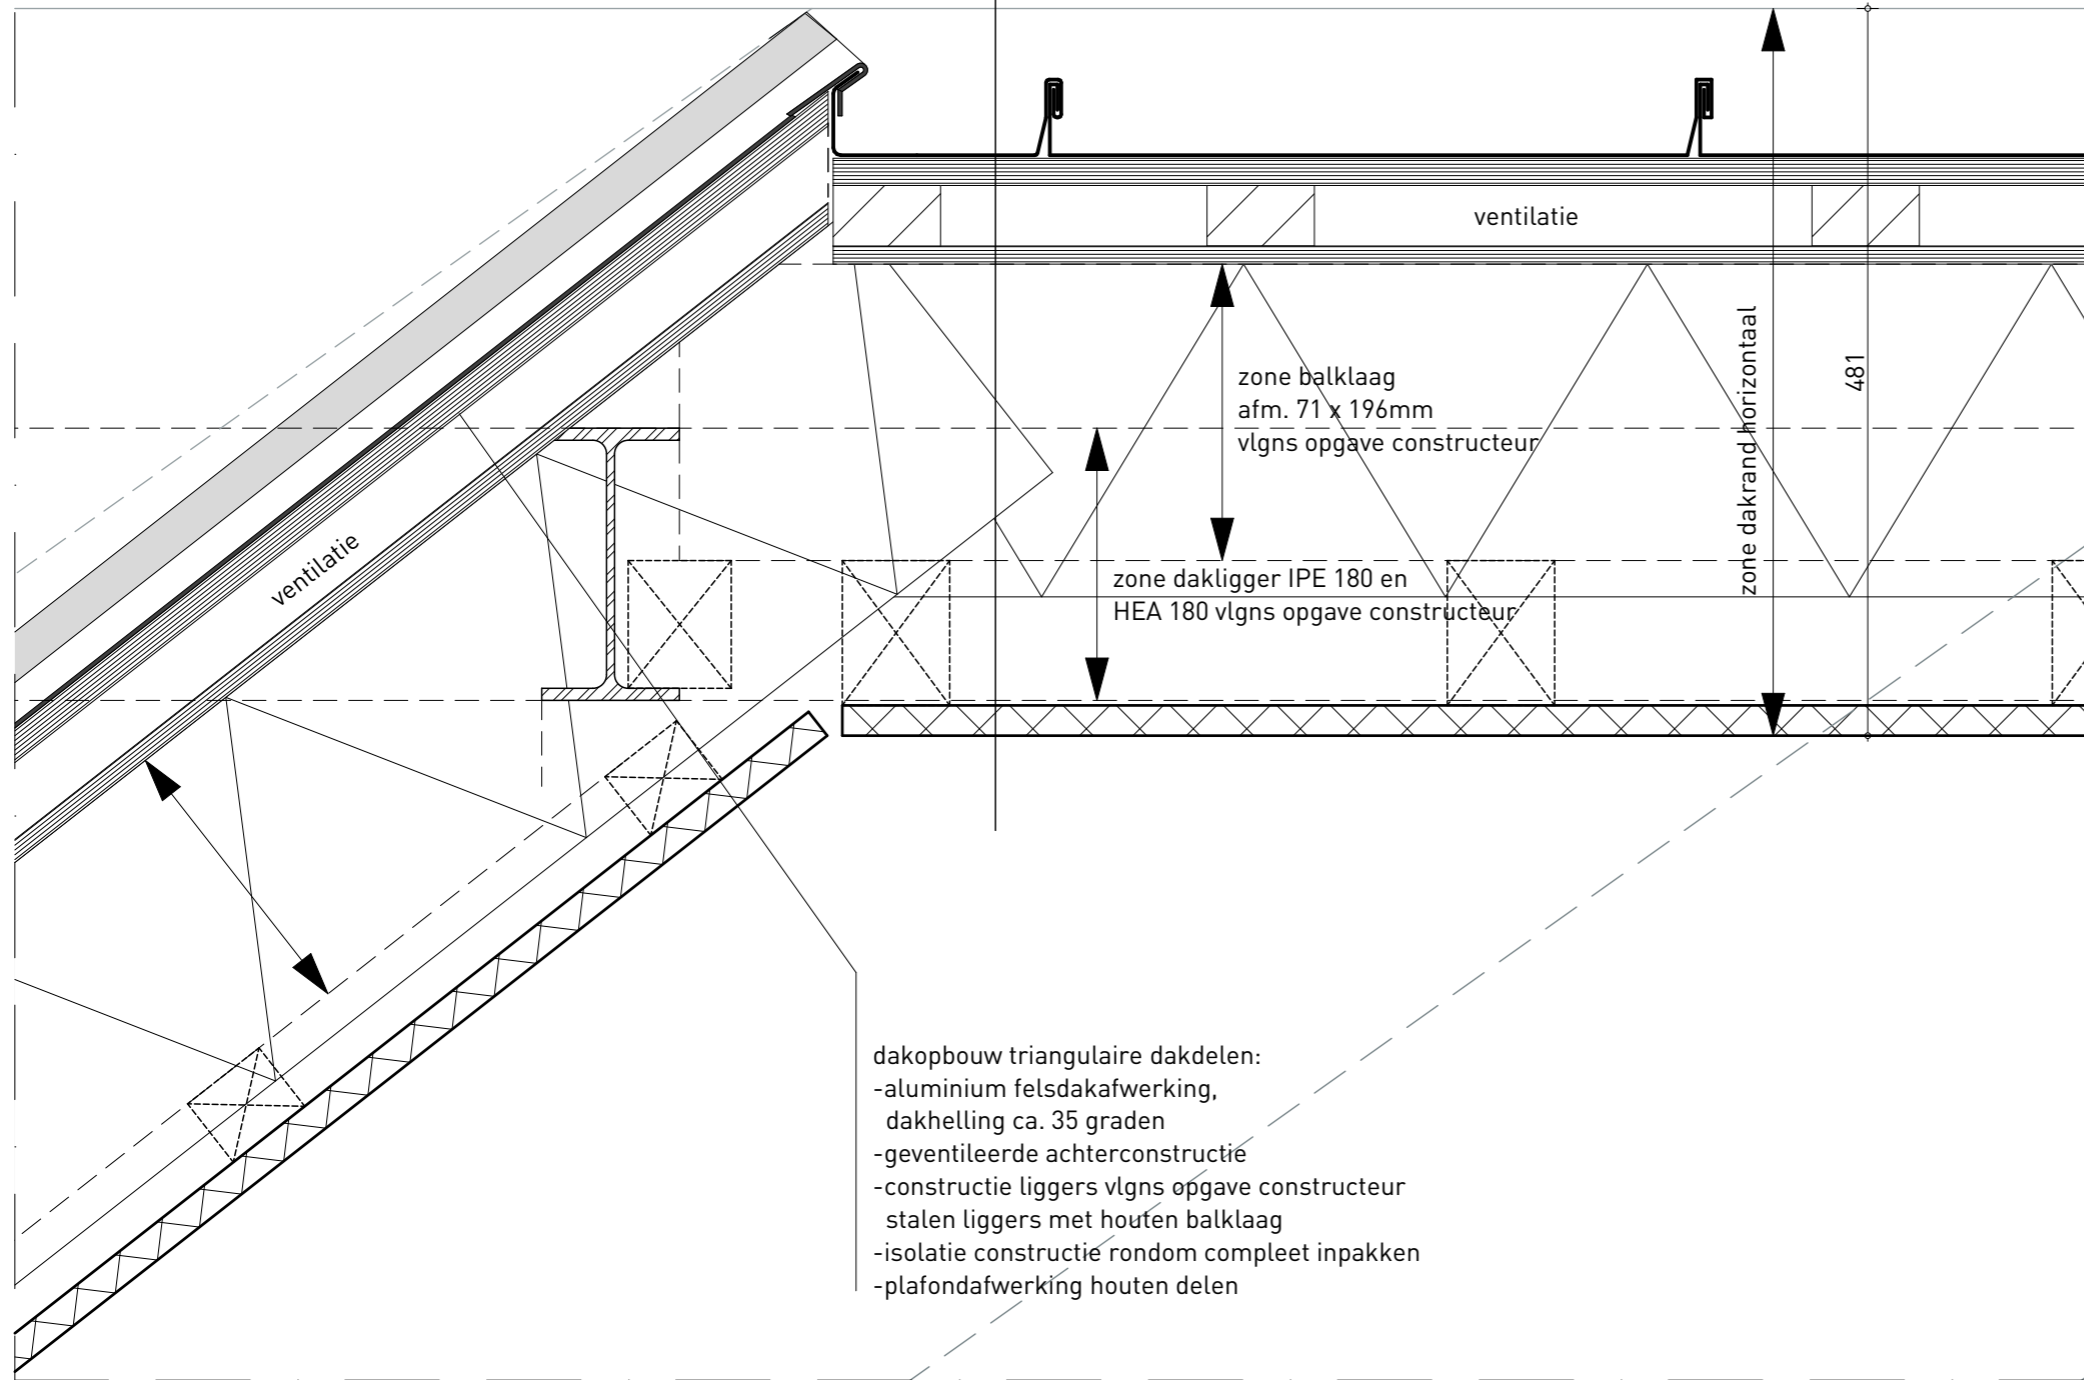 ventilatie
zone balklaag
afm. 71 x 196mm
vlgns opgave constructeur
zone dakrand horizontaal
481
ventilatie
zone dakligger IPE 180 en
HEA 180 vlgns opgave constructeur
dakopbouw triangulaire dakdelen:
-aluminium felsdakafwerking,
dakhelling ca. 35 graden
-geventileerde achterconstructie
-constructie liggers vlgns opgave constructeur
stalen liggers met houten balklaag
-isolatie constructie rondom compleet inpakken
-plafondafwerking houten delen